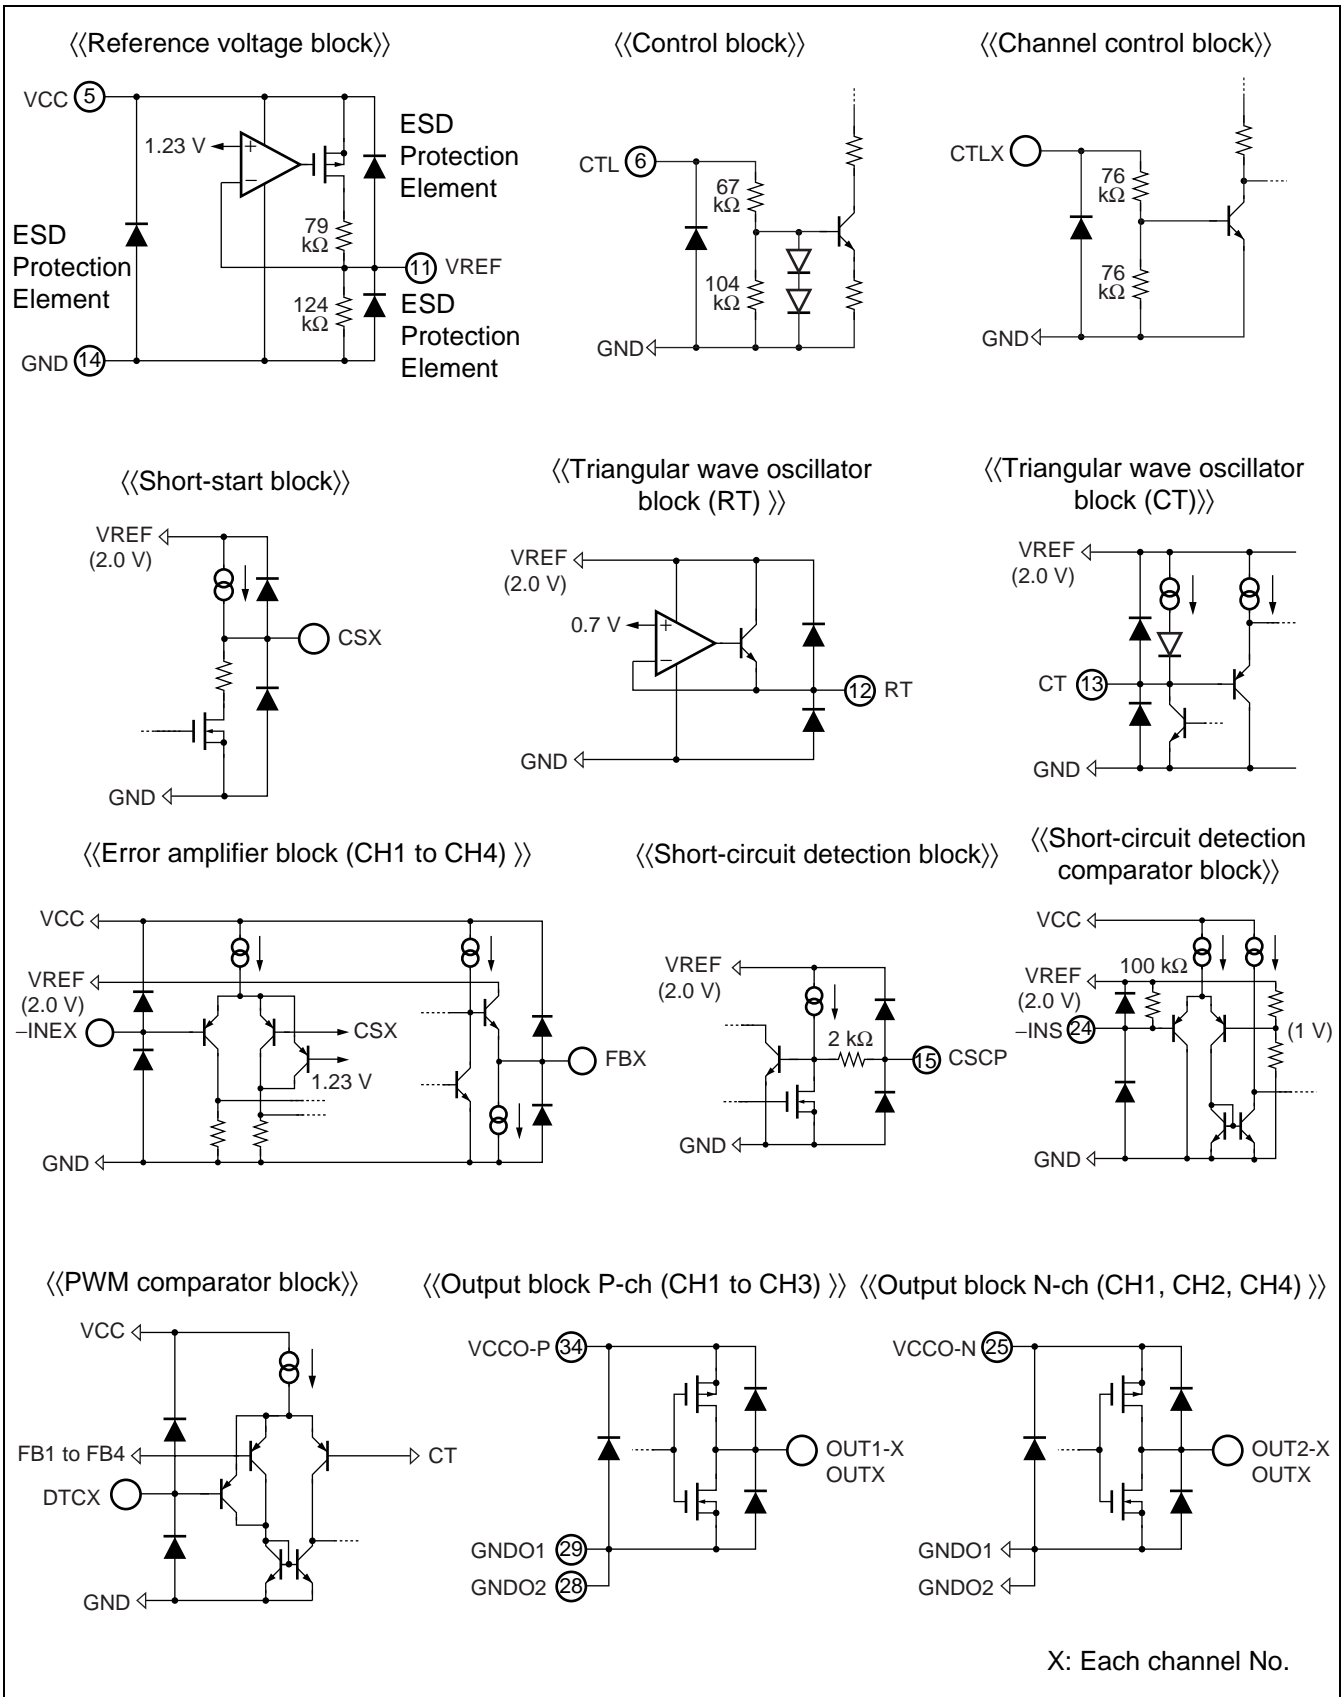 ⟨⟨Reference voltage block⟩⟩
VCC 5
1.23 V
+
−
ESD
Protection
Element
79
kΩ
ESD
Protection
Element
11 VREF
124
kΩ
ESD
Protection
Element
GND 14
⟨⟨Control block⟩⟩
CTL 6
67
kΩ
104
kΩ
GND
⟨⟨Channel control block⟩⟩
CTLX
76
kΩ
76
kΩ
GND
⟨⟨Short-start block⟩⟩
VREF
(2.0 V)
CSX
GND
⟨⟨Triangular wave oscillator
block (RT) ⟩⟩
VREF
(2.0 V)
0.7 V
+
−
12 RT
GND
⟨⟨Triangular wave oscillator
block (CT)⟩⟩
VREF
(2.0 V)
CT 13
GND
⟨⟨Error amplifier block (CH1 to CH4) ⟩⟩
VCC
VREF
(2.0 V)
−INEX
CSX
1.23 V
FBX
GND
⟨⟨Short-circuit detection block⟩⟩
VREF
(2.0 V)
2 kΩ
15 CSCP
GND
⟨⟨Short-circuit detection
comparator block⟩⟩
VCC
100 kΩ
VREF
(2.0 V)
−INS 24
(1 V)
GND
⟨⟨PWM comparator block⟩⟩
VCC
FB1 to FB4
CT
DTCX
GND
⟨⟨Output block P-ch (CH1 to CH3) ⟩⟩
VCCO-P 34
OUT1-X
OUTX
GNDO1 29
GNDO2 28
⟨⟨Output block N-ch (CH1, CH2, CH4) ⟩⟩
VCCO-N 25
OUT2-X
OUTX
GNDO1
GNDO2
X: Each channel No.